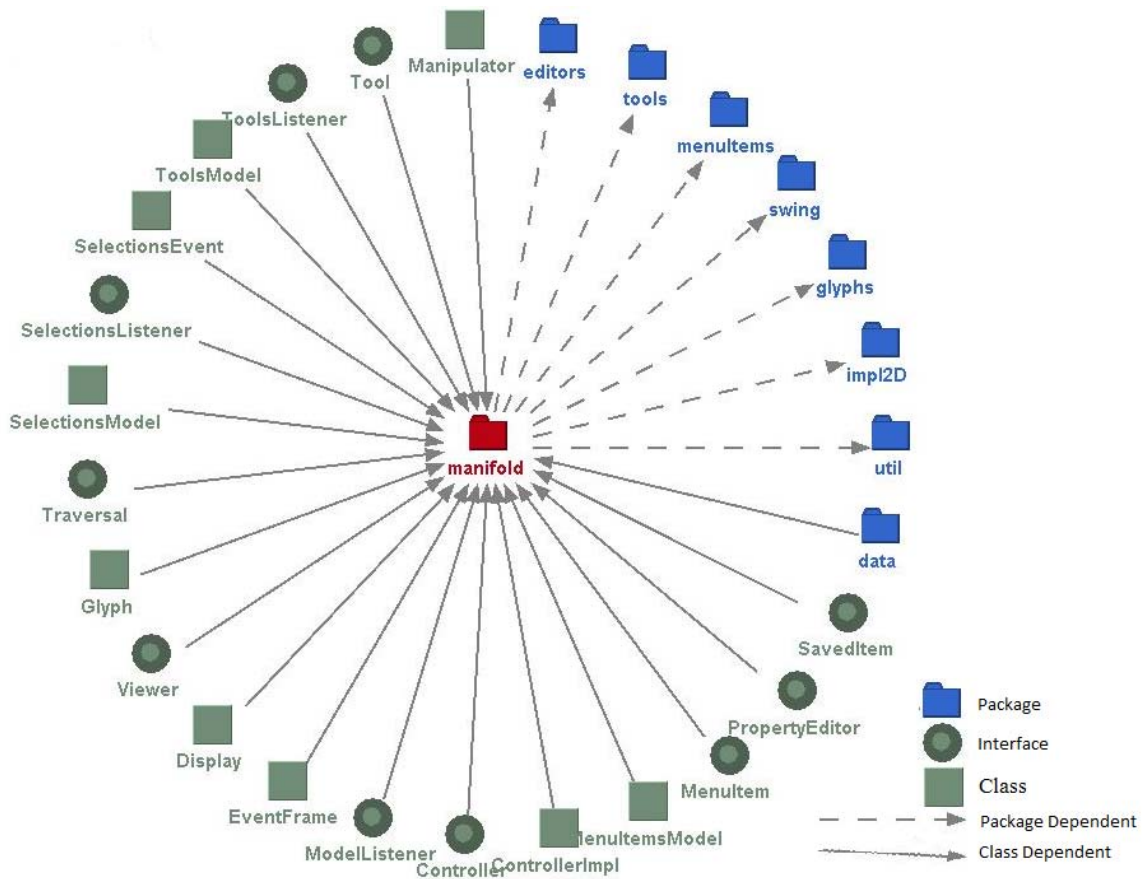 Manipulator
editors
Tool
tools
ToolsListener
menuItems
ToolsModel
swing
SelectionsEvent
glyphs
SelectionsListener
impl2D
SelectionsModel
manifold
util
Traversal
data
Glyph
SavedItem
Viewer
PropertyEditor
Package
Interface
Display
MenuItem
Class
EventFrame
MenuItemsModel
Package Dependent
ModelListener
Controller
ControllerImpl
Class Dependent